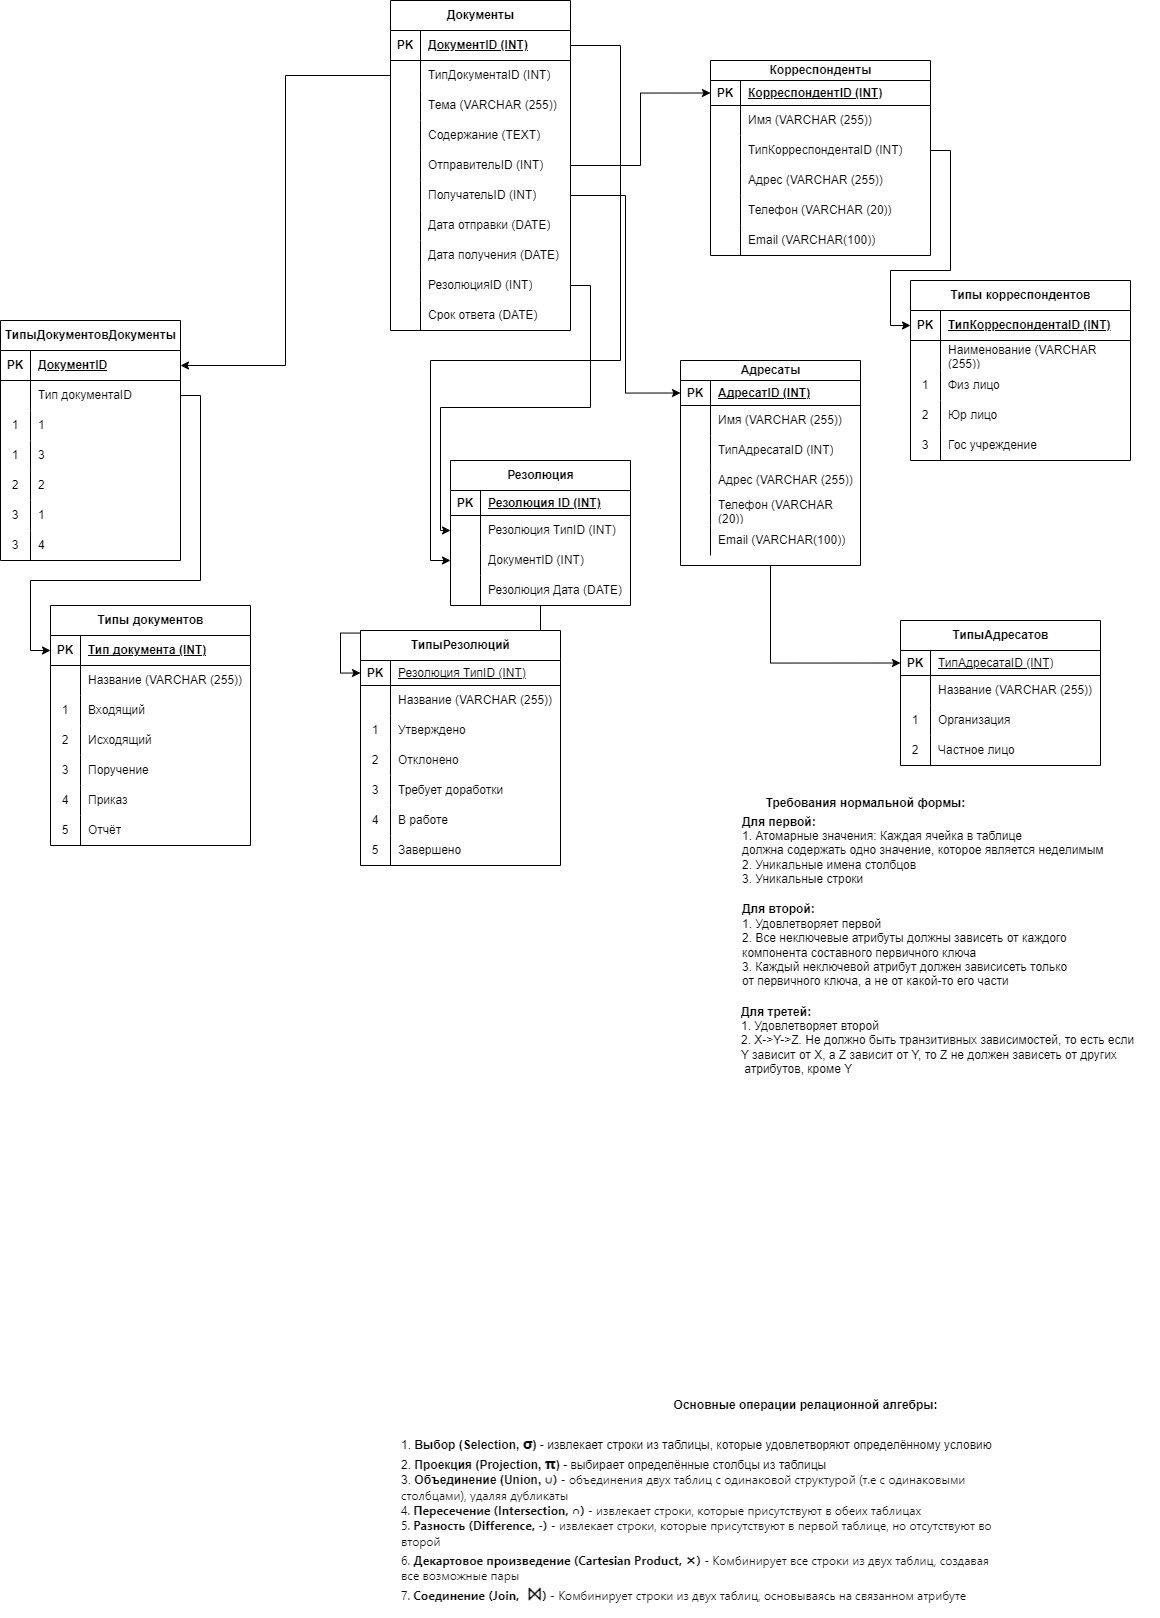 Документы
PK ДокументID (INT)
ТипДокументаID (INT)
Тема (VARCHAR (255))
Содержание (TEXT)
ОтправительID (INT)
ПолучательID (INT)
Дата отправки (DATE)
Дата получения (DATE)
РезолюцияID (INT)
Срок ответа (DATE)
Корреспонденты
PK КорреспондентID (INT)
Имя (VARCHAR (255))
ТипКорреспондентаID (INT)
Адрес (VARCHAR (255))
Телефон (VARCHAR (20))
Email (VARCHAR(100))
Типы корреспондентов
PK ТипКорреспондентаID (INT)
Наименование (VARCHAR
(255))
1 Физ лицо
2 Юр лицо
3 Гос учреждение
ТипыДокументовДокументы
PK ДокументID
Тип документаID
1 1
1 3
2 2
3 1
3 4
Адресаты
PK АдресатID (INT)
Имя (VARCHAR (255))
ТипАдресатаID (INT)
Адрес (VARCHAR (255))
Телефон (VARCHAR
(20))
Email (VARCHAR(100))
Резолюция
PK Резолюция ID (INT)
Резолюция ТипID (INT)
ДокументID (INT)
Резолюция Дата (DATE)
Типы документов
PK Тип документа (INT)
Название (VARCHAR (255))
1 Входящий
2 Исходящий
3 Поручение
4 Приказ
5 Отчёт
ТипыРезолюций
PK Резолюция ТипID (INT)
Название (VARCHAR (255))
1 Утверждено
2 Отклонено
3 Требует доработки
4 В работе
5 Завершено
ТипыАдресатов
PK ТипАдресатаID (INT)
Название (VARCHAR (255))
1 Организация
2 Частное лицо
Требования нормальной формы:
Для первой:
1. Атомарные значения: Каждая ячейка в таблице
должна содержать одно значение, которое является неделимым
2. Уникальные имена столбцов
3. Уникальные строки
Для второй:
1. Удовлетворяет первой
2. Все неключевые атрибуты должны зависеть от каждого
компонента составного первичного ключа
3. Каждый неключевой атрибут должен зависисеть только
от первичного ключа, а не от какой-то его части
Для третей:
1. Удовлетворяет второй
2. X->Y->Z. Не должно быть транзитивных зависимостей, то есть если
Y зависит от X, а Z зависит от Y, то Z не должен зависеть от других
атрибутов, кроме Y
Основные операции реляционной алгебры:
1. Выбор (Selection, σ) - извлекает строки из таблицы, которые удовлетворяют определённому условию
2. Проекция (Projection, π) - выбирает определённые столбцы из таблицы
3. Объединение (Union, ∪) - объединения двух таблиц с одинаковой структурой (т.е с одинаковыми
столбцами), удаляя дубликаты
4. Пересечение (Intersection, ∩) - извлекает строки, которые присутствуют в обеих таблицах
5. Разность (Difference, -) - извлекает строки, которые присутствуют в первой таблице, но отсутствуют во
второй
6. Декартовое произведение (Cartesian Product, ×) - Комбинирует все строки из двух таблиц, создавая
все возможные пары
7. Соединение (Join, ⋈) - Комбинирует строки из двух таблиц, основываясь на связанном атрибуте